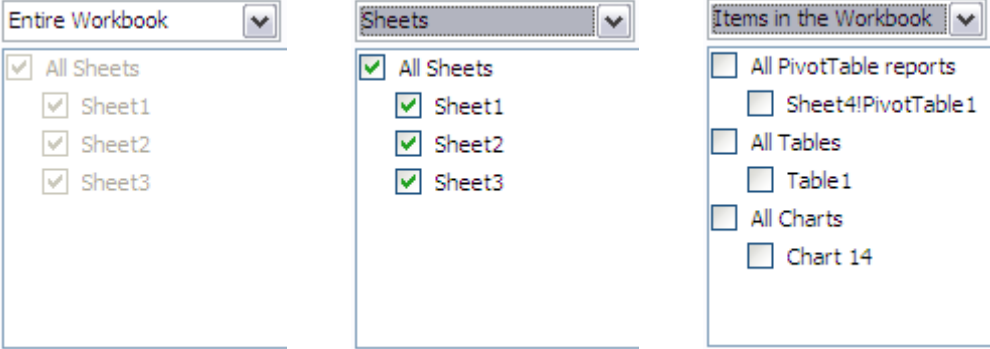 Entire Workbook
All Sheets
Sheet1
Sheet2
Sheet3
Sheets
All Sheets
Sheet1
Sheet2
Sheet3
Items in the Workbook
All PivotTable reports
Sheet4!PivotTable1
All Tables
Table1
All Charts
Chart 14